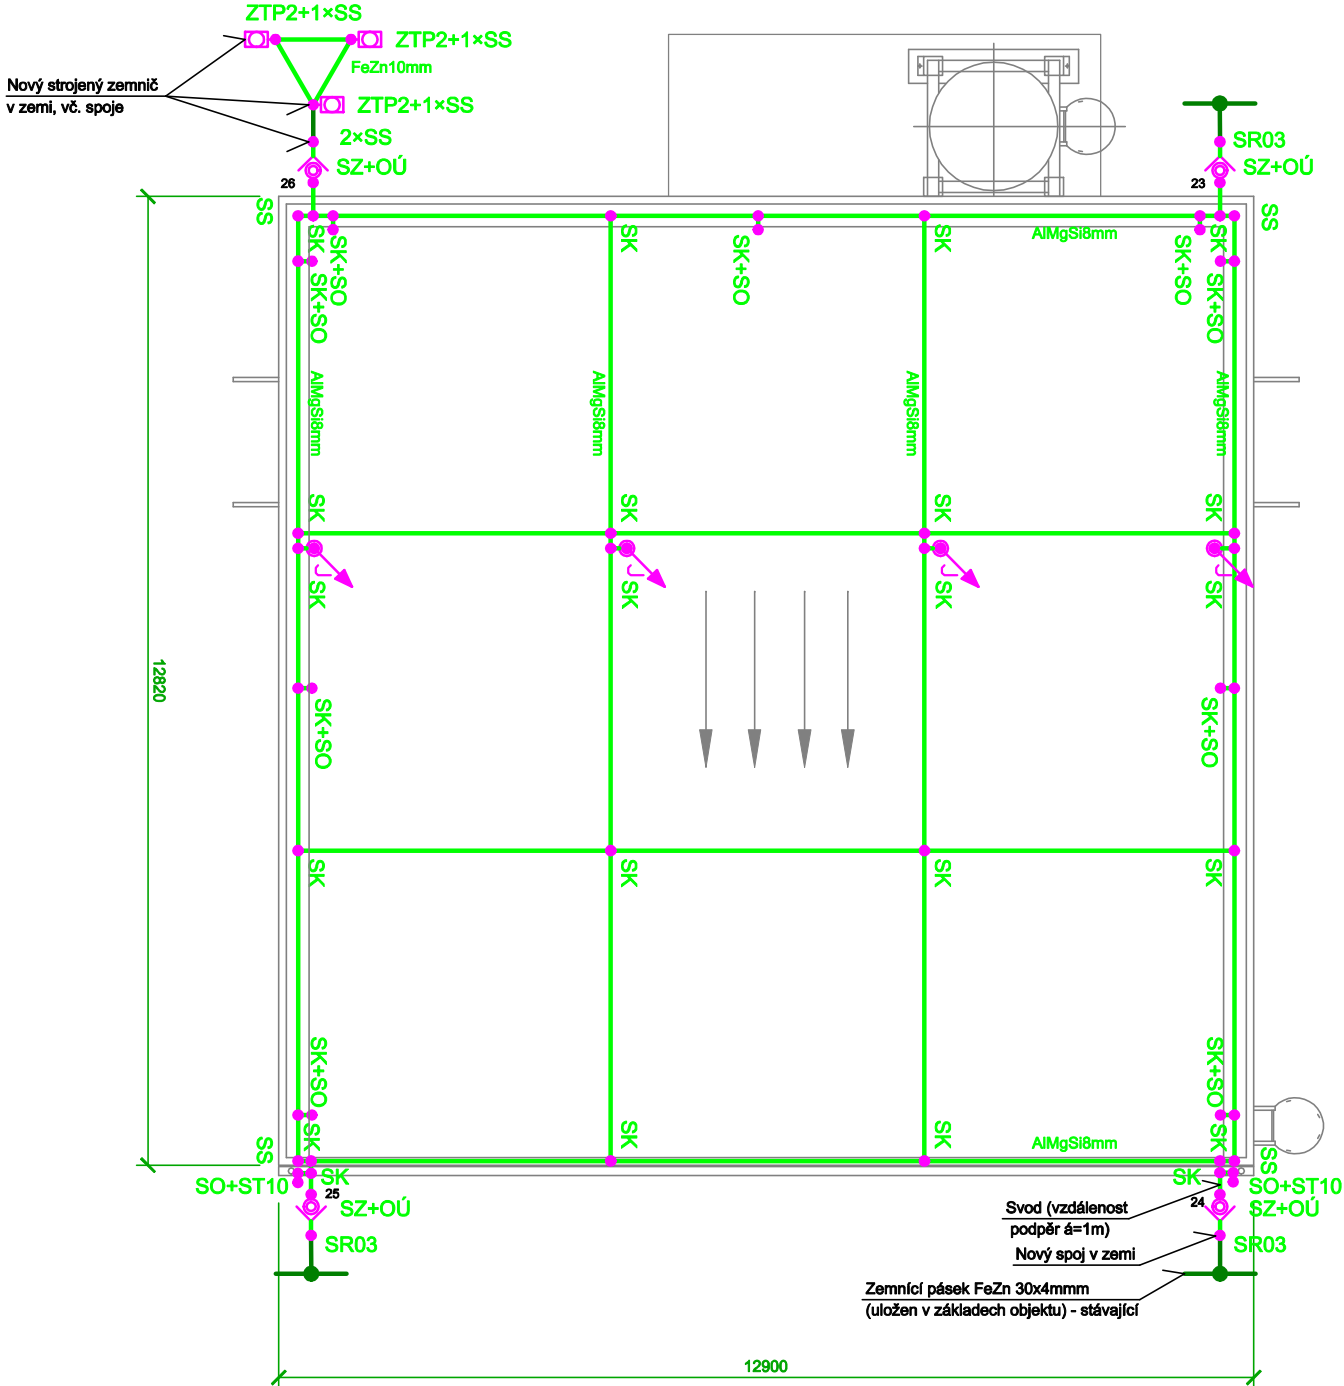 ZTP2+1×SS
ZTP2+1×SS
FeZn10mm
Nový strojený zemnič
v zemi, vč. spoje
ZTP2+1×SS
2×SS
SR03
SZ+OÚ
SZ+OÚ
26
23
SS
SS
SK
SK+SO
SK
SK+SO
AlMgSi8mm
SK+SO
SK
SK+SO
SK+SO
AlMgSi8mm
AlMgSi8mm
AlMgSi8mm
AlMgSi8mm
SK
SK
SK
SK
J
J
J
J
SK
SK
SK
SK
12820
SK+SO
SK+SO
SK
SK
SK
SK
SK+SO
SK+SO
SK
SK
SK
AlMgSi8mm
SK
SS
SS
SO+ST10
SK
SK
SO+ST10
25
24
SZ+OÚ
SZ+OÚ
Svod (vzdálenost
podpěr á=1m)
SR03
SR03
Nový spoj v zemi
Zemnící pásek FeZn 30x4mmm
(uložen v základech objektu) - stávající
12900